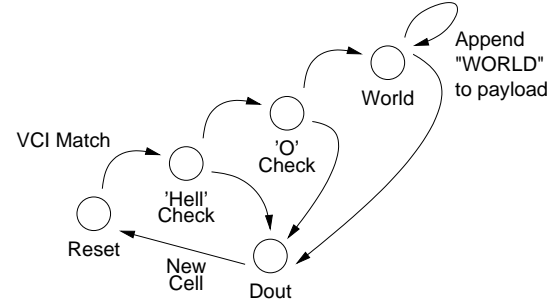 Append
"WORLD"
to payload
World
'O'
Check
VCI Match
'Hell'
Check
Reset
New
Cell
Dout